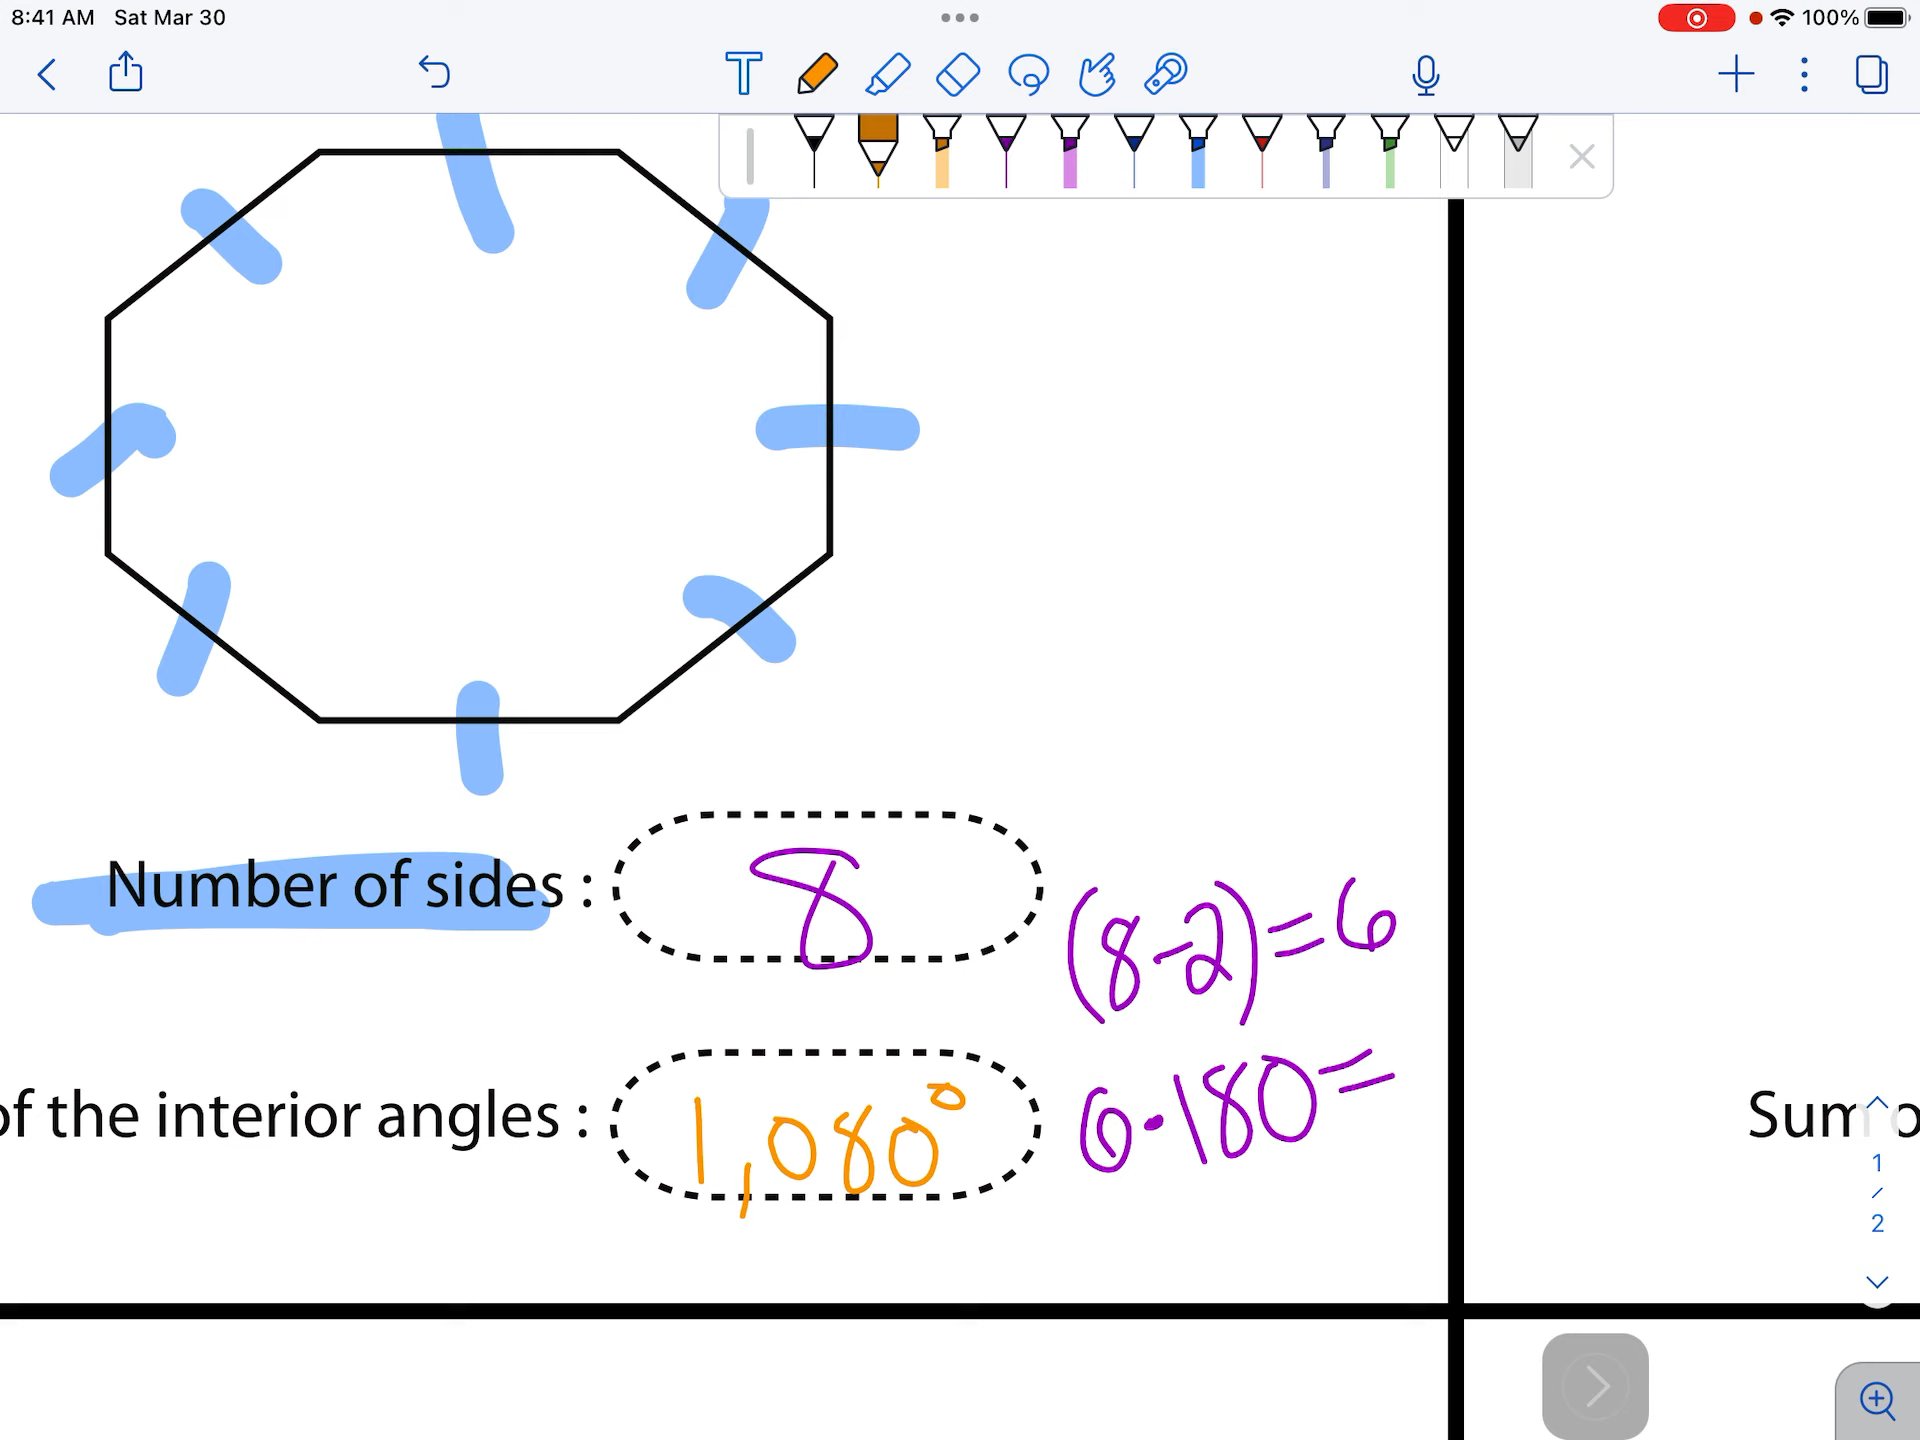 8:41 AM Sat Mar 30
100%
T
Number of sides : 8
(8-2)=6
of the interior angles : 1,080°
6·180=
Sum o
1
/
2